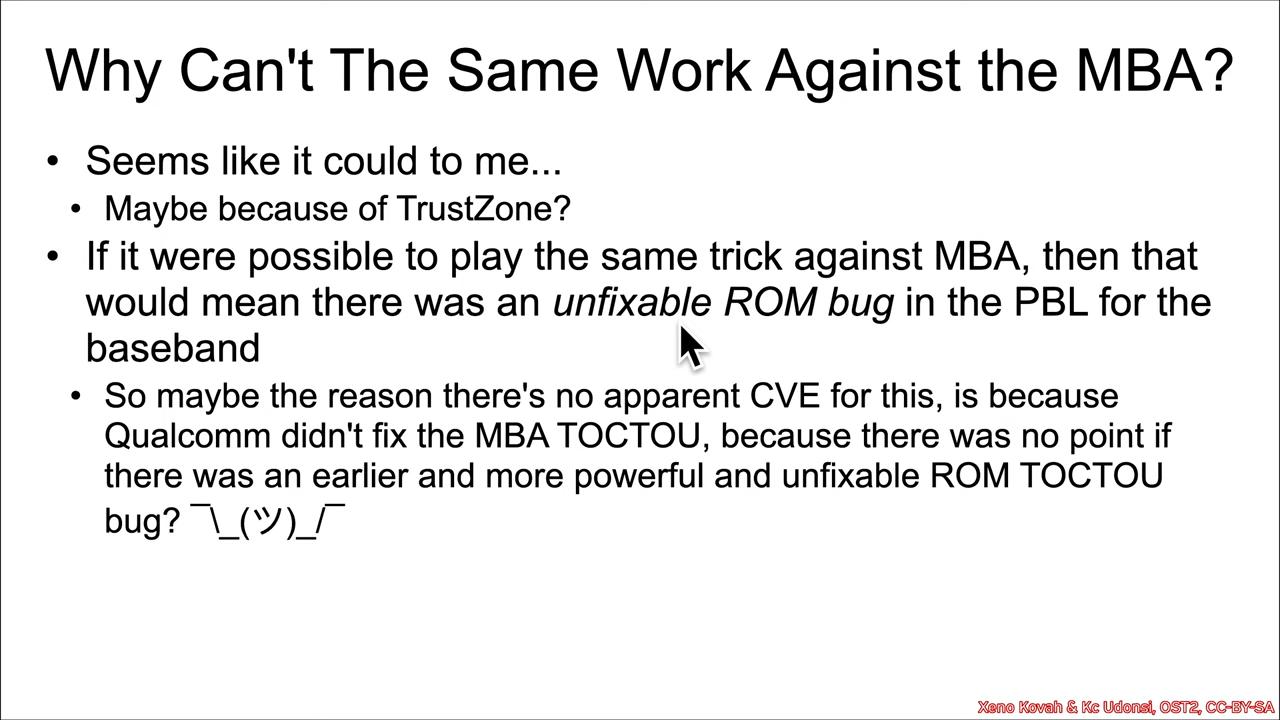 Why Can't The Same Work Against the MBA?
• Seems like it could to me...
• Maybe because of TrustZone?
• If it were possible to play the same trick against MBA, then that
would mean there was an unfixable ROM bug in the PBL for the
baseband
• So maybe the reason there's no apparent CVE for this, is because
Qualcomm didn't fix the MBA TOCTOU, because there was no point if
there was an earlier and more powerful and unfixable ROM TOCTOU
bug? ¯\_(ツ)_/¯
Xeno Kovah & Kc Udonsi, OST2, CC-BY-SA